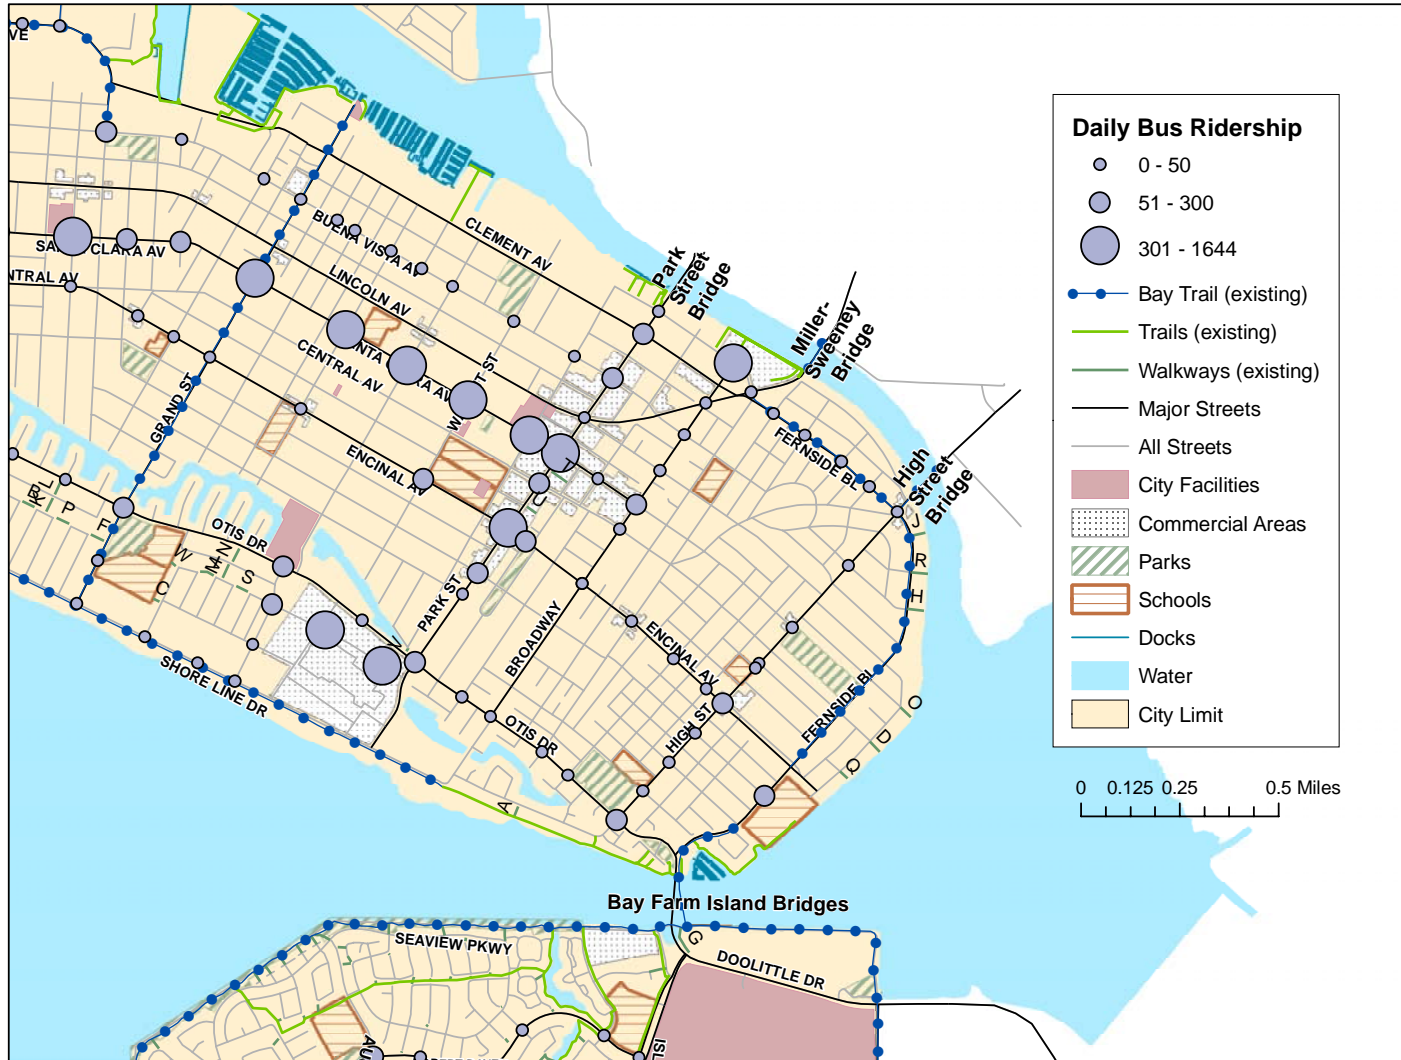 VE
CLEMENT AV
BUENA VISTA AV
LINCOLN AV
CLARA AV
NTRAL AV
CENTRAL AV
GRAND ST
ENCINAL AV
OTIS DR
PARK ST
BROADWAY
SHORE LINE DR
OTIS DR
ENCINAL AV
HIGH ST
FERNSIDE BL
FERNSIDE BL
Park
Street
Bridge
Miller-
Sweeney
Bridge
High
Street
Bridge
P
F
W
C
N
M
S
J
R
H
O
D
Q
A
G
Bay Farm Island Bridges
SEAVIEW PKWY
DOOLITTLE DR
Daily Bus Ridership
0 - 50
51 - 300
301 - 1644
Bay Trail (existing)
Trails (existing)
Walkways (existing)
Major Streets
All Streets
City Facilities
Commercial Areas
Parks
Schools
Docks
Water
City Limit
0 0.125 0.25 0.5 Miles